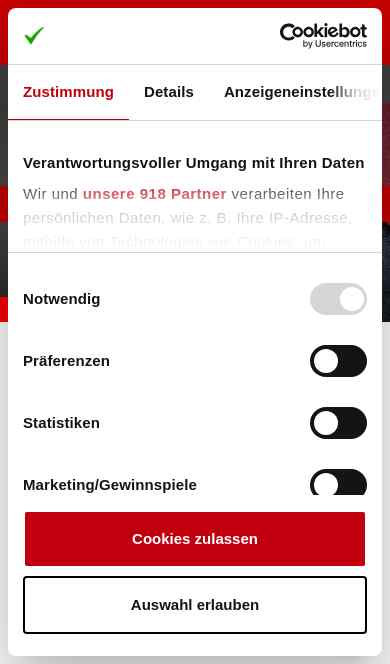 Cookiebot
by Usercentrics
Zustimmung Details Anzeigeneinstellunge
Verantwortungsvoller Umgang mit Ihren Daten
Wir und unsere 918 Partner verarbeiten Ihre
persönlichen Daten, wie z. B. Ihre IP-Adresse,
mithilfe von Technologien wie Cookies, um
Notwendig
Präferenzen
Statistiken
Marketing/Gewinnspiele
Cookies zulassen
Auswahl erlauben